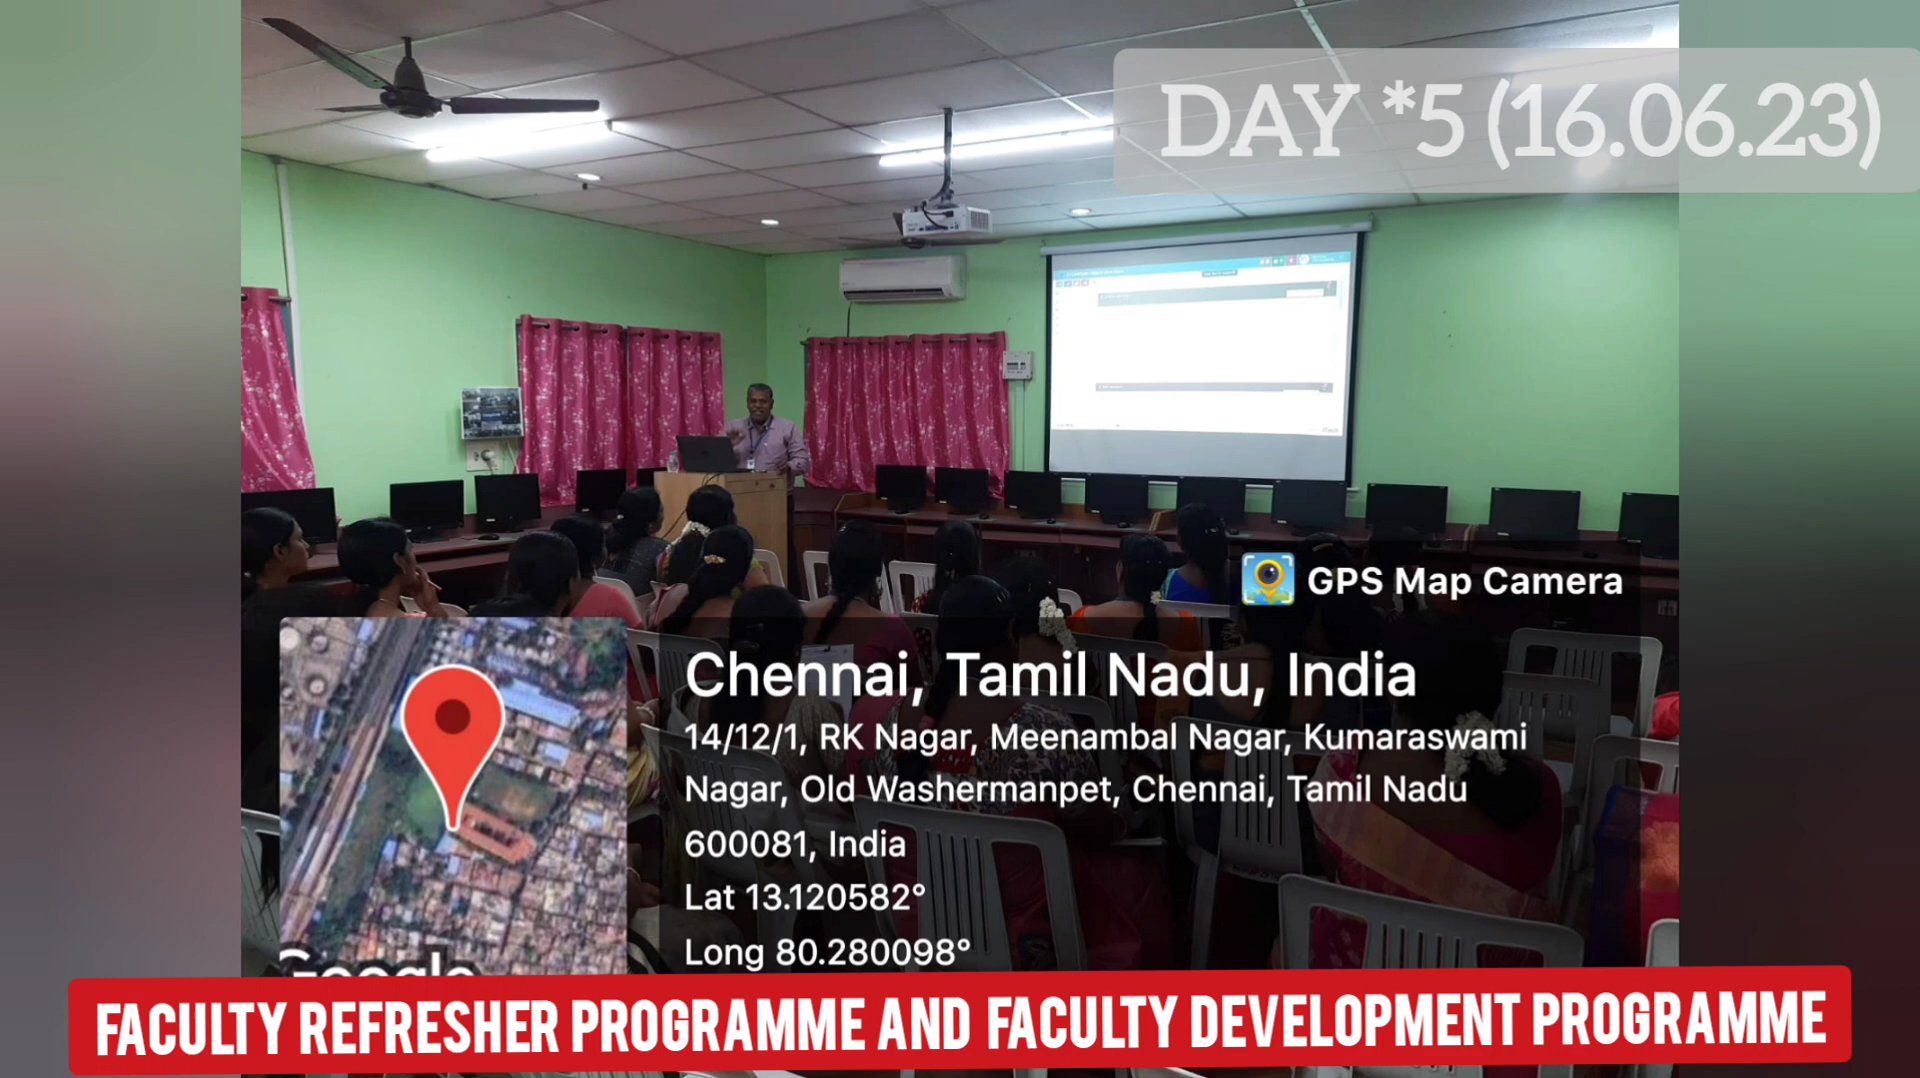 DAY *5 (16.06.23)
GPS Map Camera
Chennai, Tamil Nadu, India
14/12/1, RK Nagar, Meenambal Nagar, Kumaraswami
Nagar, Old Washermanpet, Chennai, Tamil Nadu
600081, India
Lat 13.120582°
Long 80.280098°
Google
FACULTY REFRESHER PROGRAMME AND FACULTY DEVELOPMENT PROGRAMME